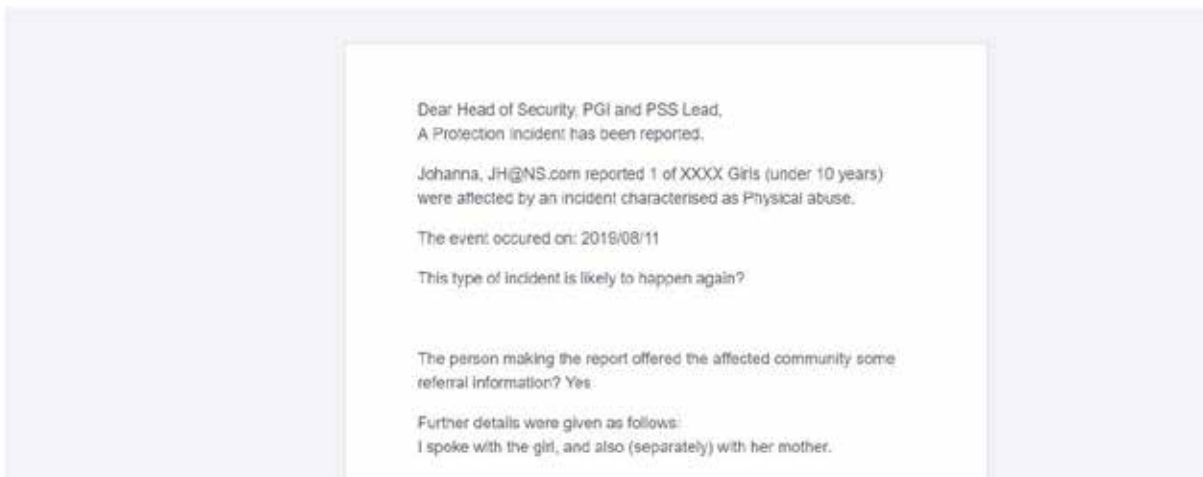 Dear Head of Security, PGI and PSS Lead,
A Protection Incident has been reported.
Johanna, JH@NS.com reported 1 of XXXX Girls (under 10 years)
were affected by an incident characterised as Physical abuse.
The event occured on: 2019/08/11
This type of incident is likely to happen again?
The person making the report offered the affected community some
referral information? Yes
Further details were given as follows:
I spoke with the girl, and also (separately) with her mother.